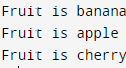 Fruit is banana
Fruit is apple
Fruit is cherry